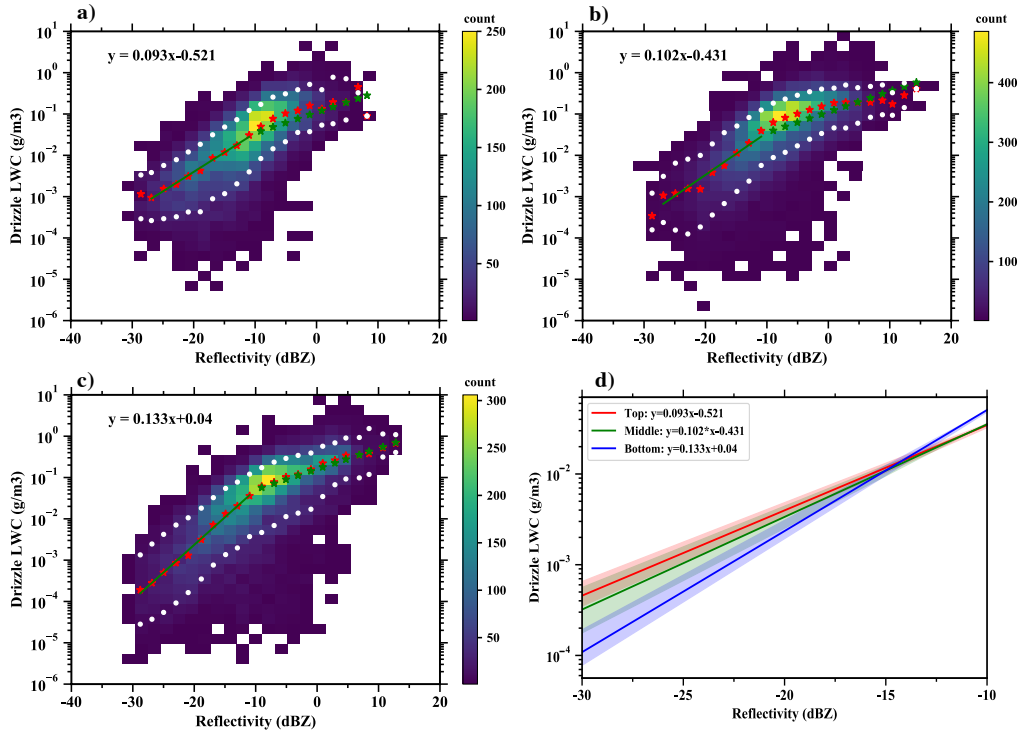 a)
count
y = 0.093x−0.521
Drizzle LWC (g/m3)
10^1
10^0
10^-1
10^-2
10^-3
10^-4
10^-5
10^-6
-40 -30 -20 -10 0 10 20
Reflectivity (dBZ)
250
200
150
100
50
b)
count
y = 0.102x−0.431
Drizzle LWC (g/m3)
10^1
10^0
10^-1
10^-2
10^-3
10^-4
10^-5
10^-6
-40 -30 -20 -10 0 10 20
Reflectivity (dBZ)
400
300
200
100
c)
count
y = 0.133x+0.04
Drizzle LWC (g/m3)
10^1
10^0
10^-1
10^-2
10^-3
10^-4
10^-5
10^-6
-40 -30 -20 -10 0 10 20
Reflectivity (dBZ)
300
250
200
150
100
50
d)
Top: y=0.093x−0.521
Middle: y=0.102*x−0.431
Bottom: y=0.133x+0.04
Drizzle LWC (g/m3)
10^-2
10^-3
10^-4
-30 -25 -20 -15 -10
Reflectivity (dBZ)